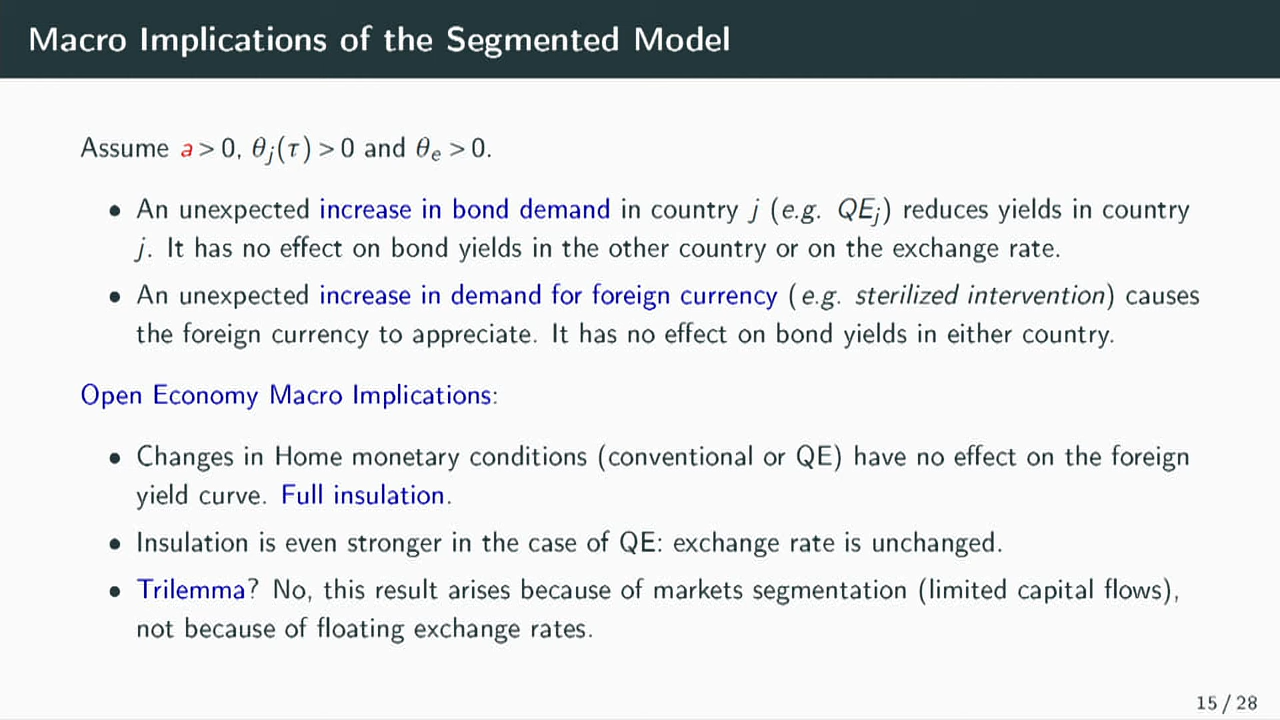 Macro Implications of the Segmented Model
Assume a > 0, θj(τ) > 0 and θe > 0.
• An unexpected increase in bond demand in country j (e.g. QEj) reduces yields in country
j. It has no effect on bond yields in the other country or on the exchange rate.
• An unexpected increase in demand for foreign currency (e.g. sterilized intervention) causes
the foreign currency to appreciate. It has no effect on bond yields in either country.
Open Economy Macro Implications:
• Changes in Home monetary conditions (conventional or QE) have no effect on the foreign
yield curve. Full insulation.
• Insulation is even stronger in the case of QE: exchange rate is unchanged.
• Trilemma? No, this result arises because of markets segmentation (limited capital flows),
not because of floating exchange rates.
15 / 28